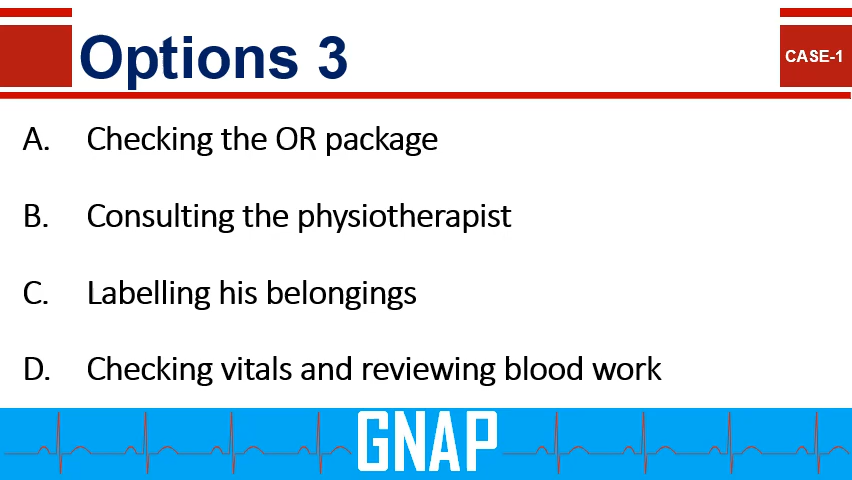 Options 3
CASE-1
A. Checking the OR package
B. Consulting the physiotherapist
C. Labelling his belongings
D. Checking vitals and reviewing blood work
GNAP